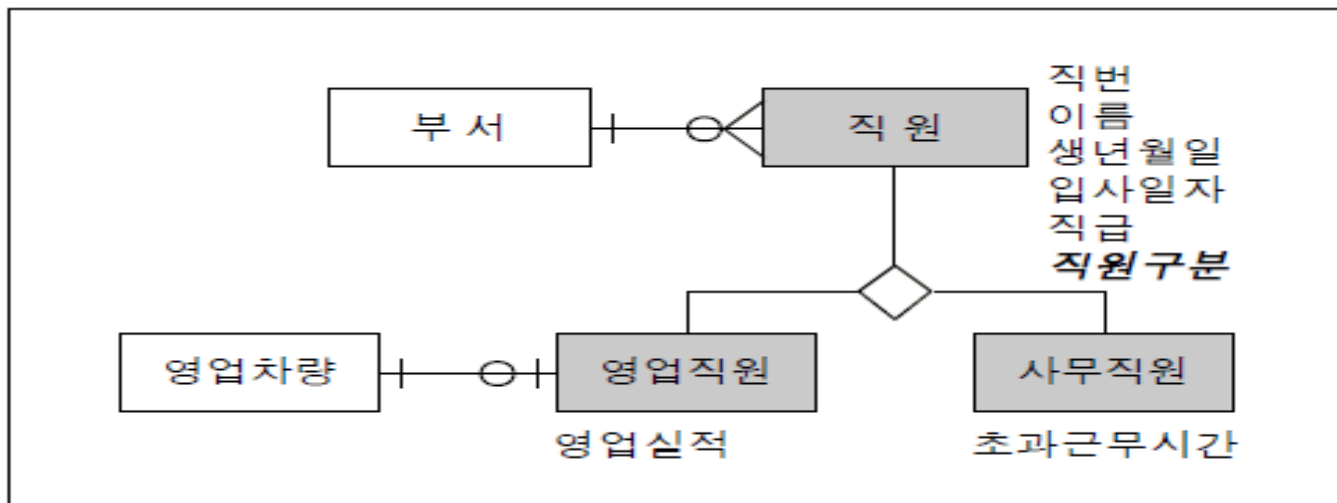 부 서
직 원
직번
이름
생년월일
입사일자
직급
직원구분
영업차량
영업직원
사무직원
영업실적
초과근무시간